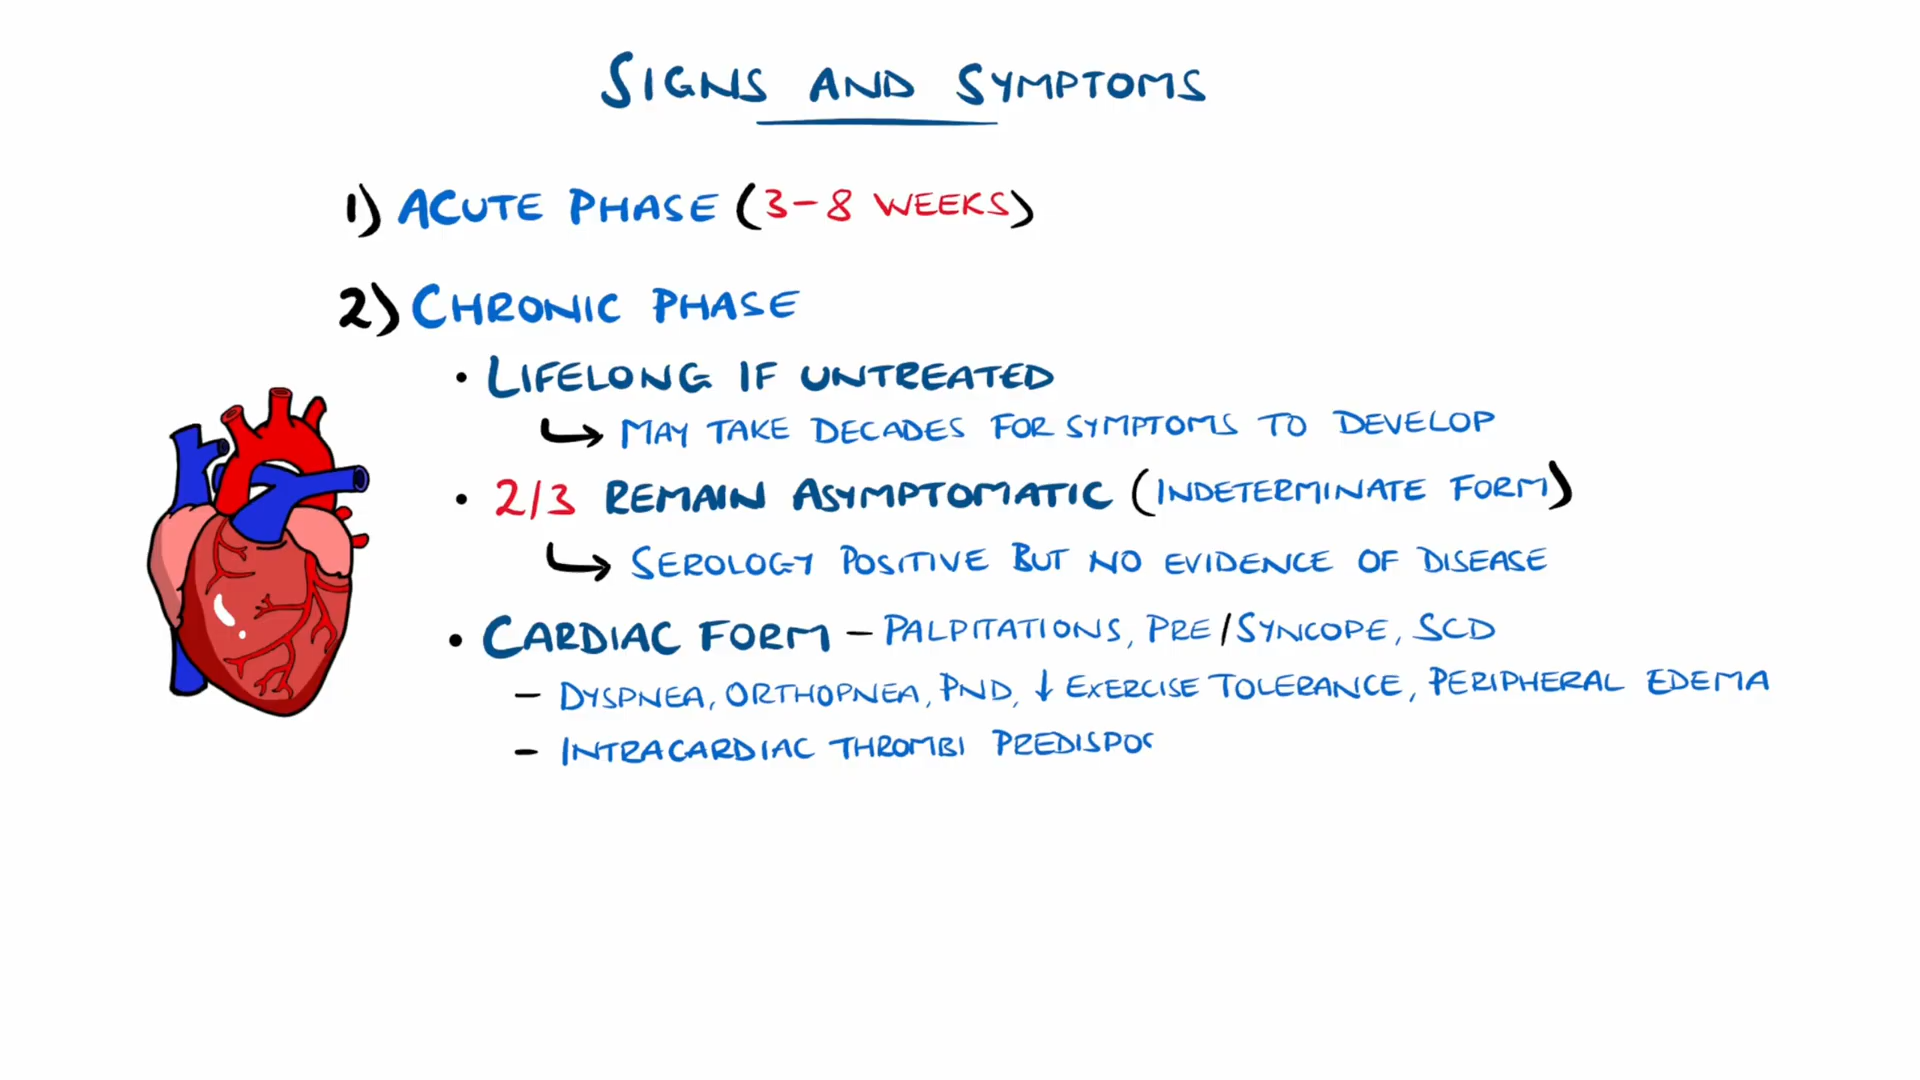 SIGNS AND SYMPTOMS
1) ACUTE PHASE (3-8 WEEKS)
2) CHRONIC PHASE
• LIFELONG IF UNTREATED
↳ MAY TAKE DECADES FOR SYMPTOMS TO DEVELOP
• 2/3 REMAIN ASYMPTOMATIC (INDETERMINATE FORM)
↳ SEROLOGY POSITIVE BUT NO EVIDENCE OF DISEASE
• CARDIAC FORM – PALPITATIONS, PRE/SYNCOPE, SCD
– DYSPNEA, ORTHOPNEA, PND, ↓ EXERCISE TOLERANCE, PERIPHERAL EDEMA
– INTRACARDIAC THROMBI PREDISPO